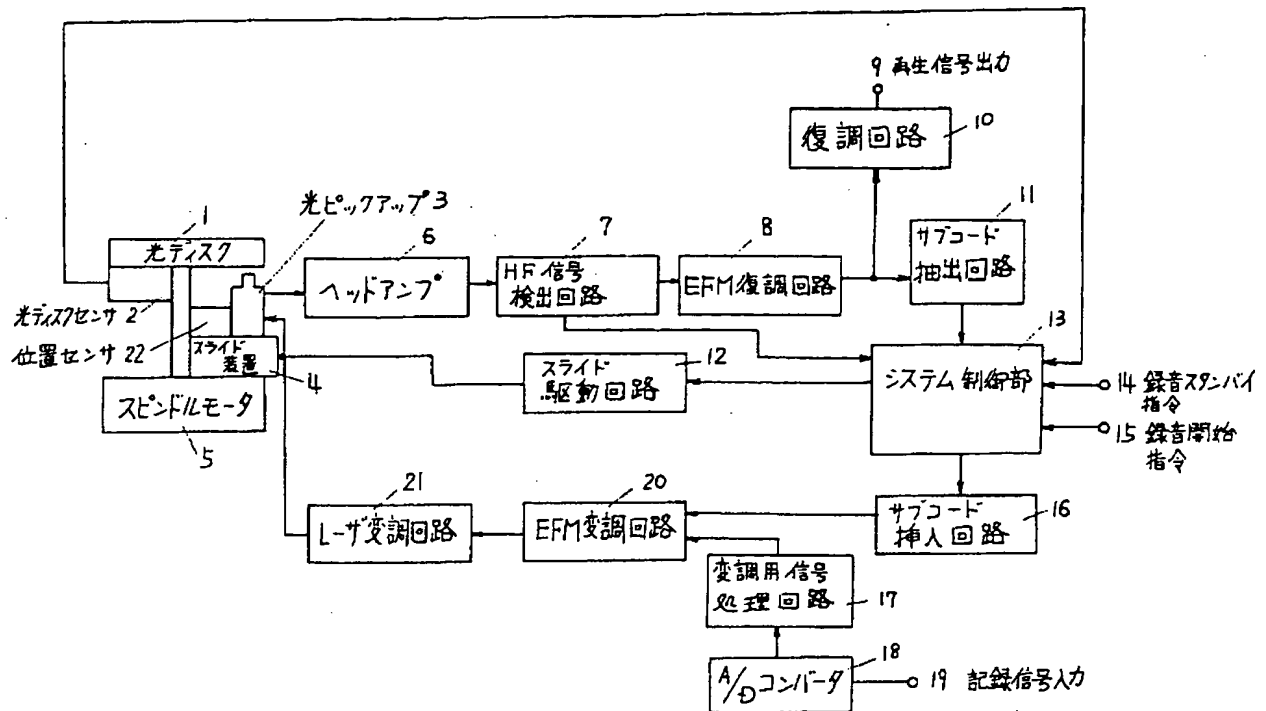 9 再生信号出力
復調回路
10
光ピックアップ 3
1
光ディスク
6
ヘッドアンプ
7
HF信号
検出回路
8
EFM復調回路
11
サブコード
抽出回路
光ディスクセンサ 2
位置センサ 22
スライド
装置
4
スピンドルモータ
5
12
スライド
駆動回路
13
システム制御部
14 録音スタンバイ
指令
15 録音開始
指令
21
レーザ変調回路
20
EFM変調回路
サブコード
挿入回路
16
変調用信号
処理回路
17
A/Dコンバータ
18
19 記録信号入力